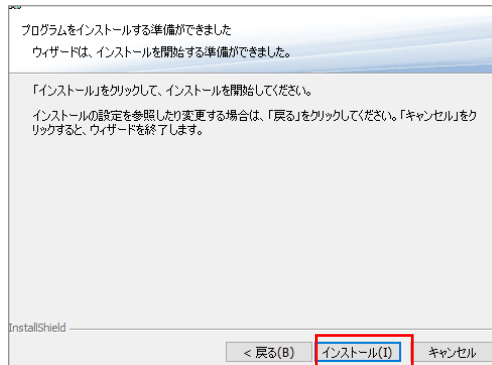 プログラムをインストールする準備ができました
ウィザードは、インストールを開始する準備ができました。
「インストール」をクリックして、インストールを開始してください。
インストールの設定を参照したり変更する場合は、「戻る」をクリックしてください。「キャンセル」をク
リックすると、ウィザードを終了します。
InstallShield
< 戻る(B)
インストール(I)
キャンセル